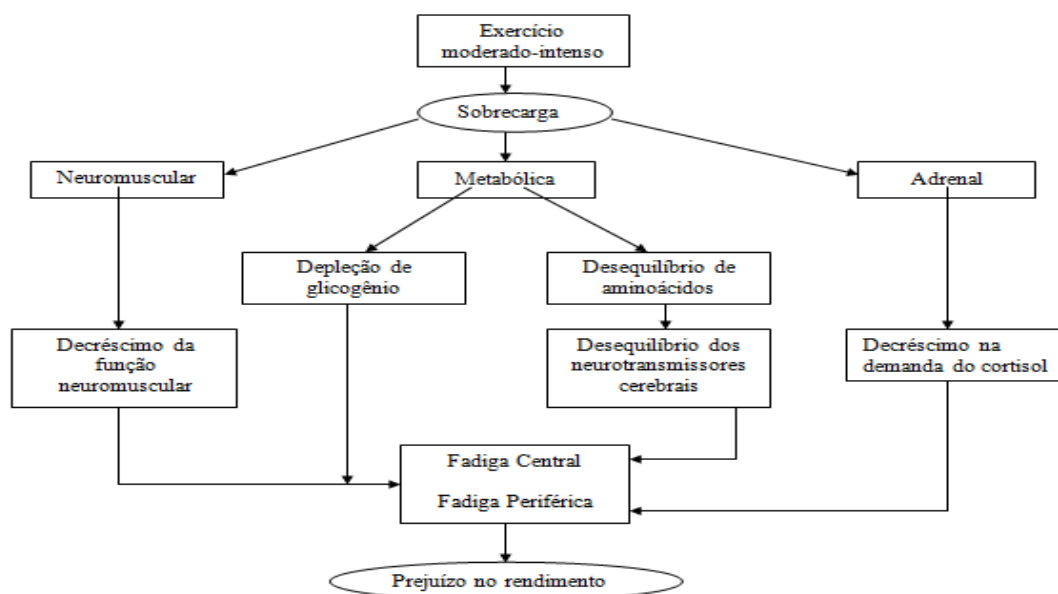 Exercício
moderado-intenso
Sobrecarga
Neuromuscular
Metabólica
Adrenal
Depleção de
glicogênio
Desequilíbrio de
aminoácidos
Decréscimo da
função
neuromuscular
Desequilíbrio dos
neurotransmissores
cerebrais
Decréscimo na
demanda do cortisol
Fadiga Central
Fadiga Periférica
Prejuízo no rendimento